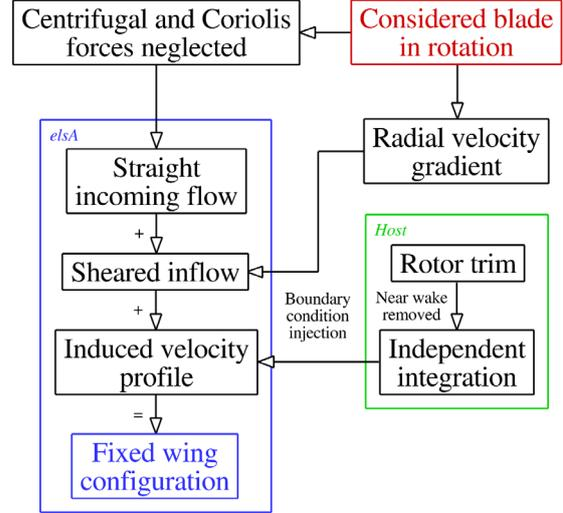 Centrifugal and Coriolis
forces neglected
Considered blade
in rotation
elsA
Straight
incoming flow
Radial velocity
gradient
+
Sheared inflow
Host
Rotor trim
+
Boundary
condition
injection
Near wake
removed
Induced velocity
profile
Independent
integration
=
Fixed wing
configuration